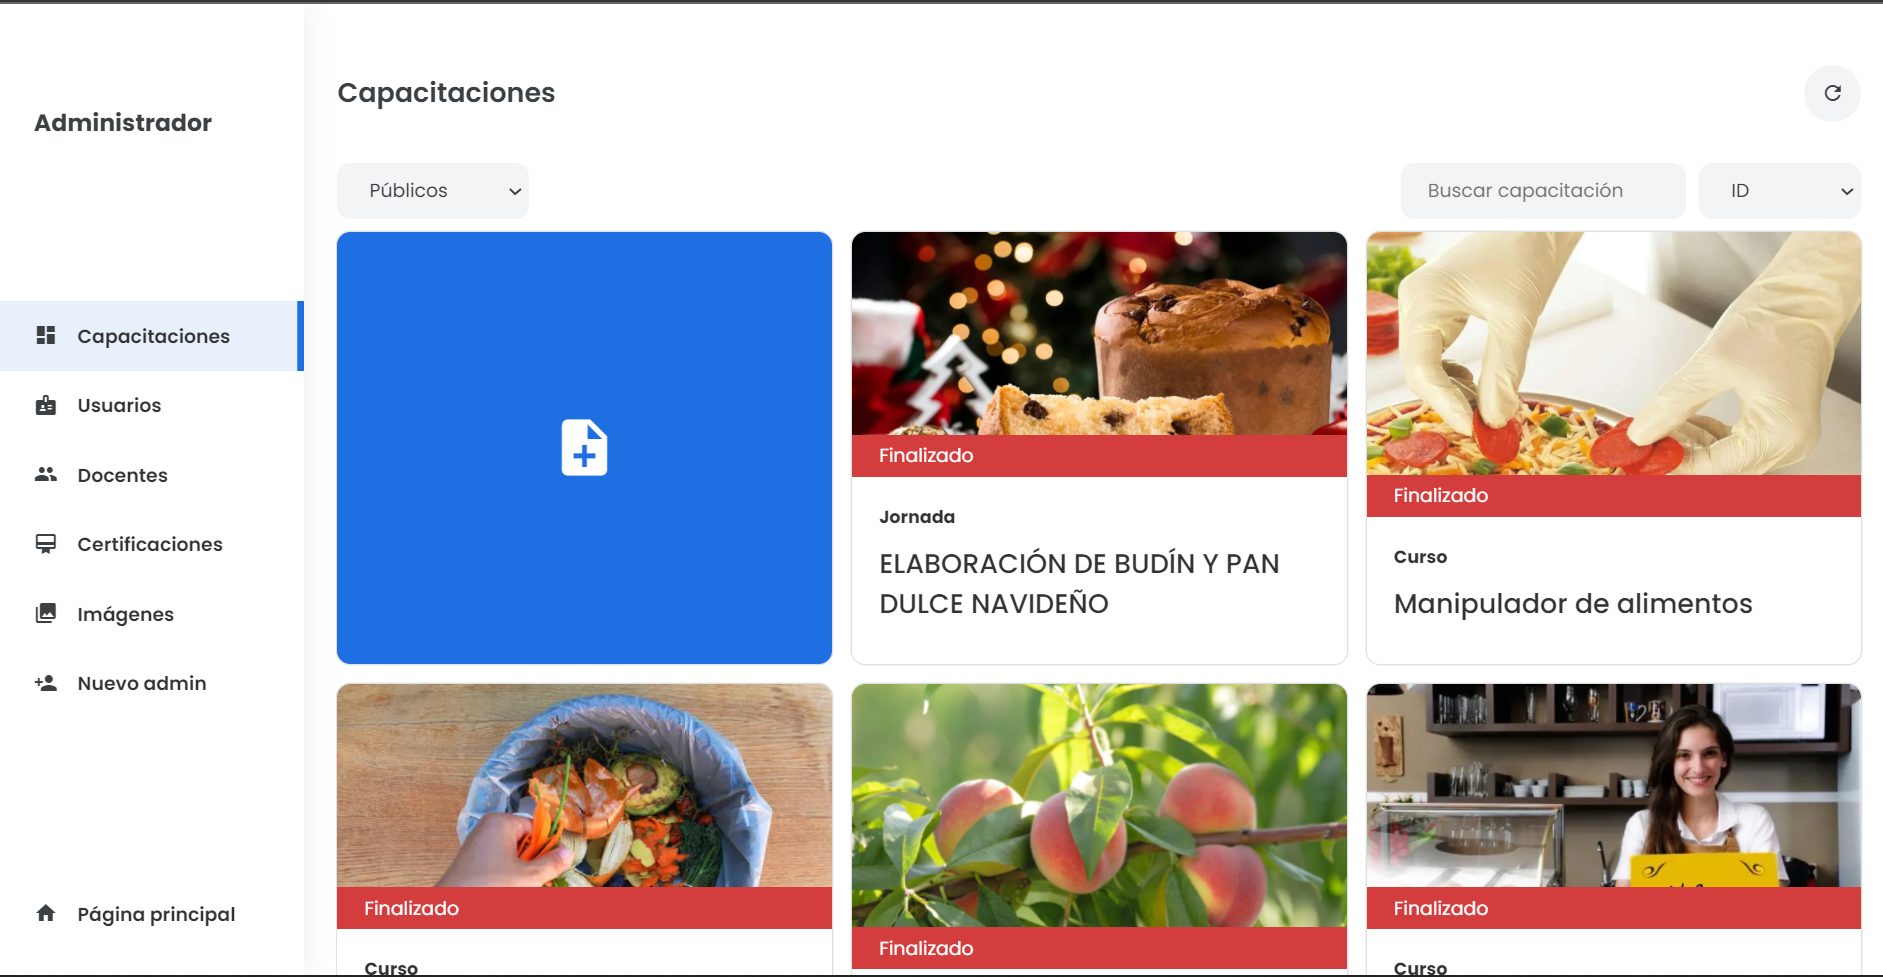 Administrador
Capacitaciones
Usuarios
Docentes
Certificaciones
Imágenes
Nuevo admin
Página principal
Capacitaciones
Públicos
Buscar capacitación
ID
Finalizado
Jornada
ELABORACIÓN DE BUDÍN Y PAN
DULCE NAVIDEÑO
Finalizado
Curso
Manipulador de alimentos
Finalizado
Curso
Finalizado
Finalizado
Curso